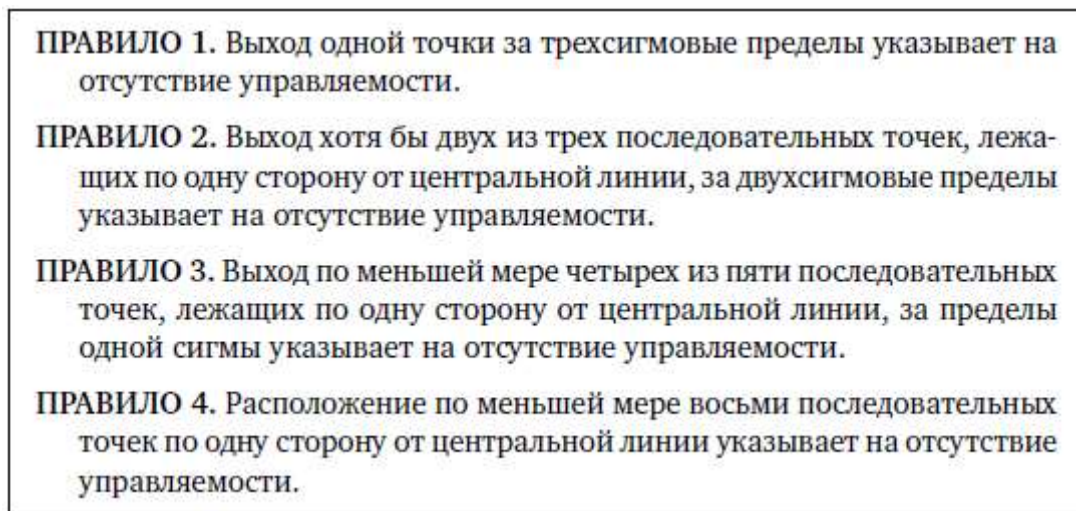 ПРАВИЛО 1. Выход одной точки за трехсигмовые пределы указывает на
отсутствие управляемости.
ПРАВИЛО 2. Выход хотя бы двух из трех последовательных точек, лежа-
щих по одну сторону от центральной линии, за двухсигмовые пределы
указывает на отсутствие управляемости.
ПРАВИЛО 3. Выход по меньшей мере четырех из пяти последовательных
точек, лежащих по одну сторону от центральной линии, за пределы
одной сигмы указывает на отсутствие управляемости.
ПРАВИЛО 4. Расположение по меньшей мере восьми последовательных
точек по одну сторону от центральной линии указывает на отсутствие
управляемости.